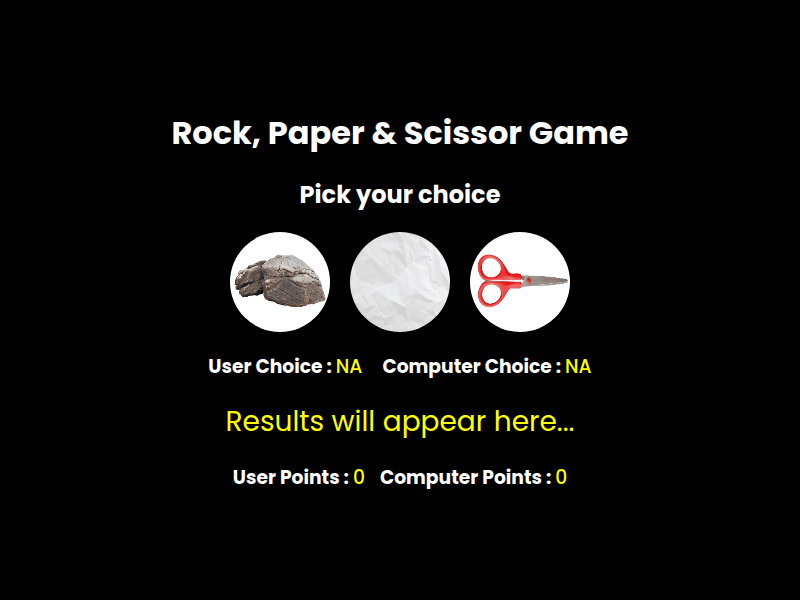 Rock, Paper & Scissor Game
Pick your choice
User Choice : NA Computer Choice : NA
Results will appear here...
User Points : 0 Computer Points : 0